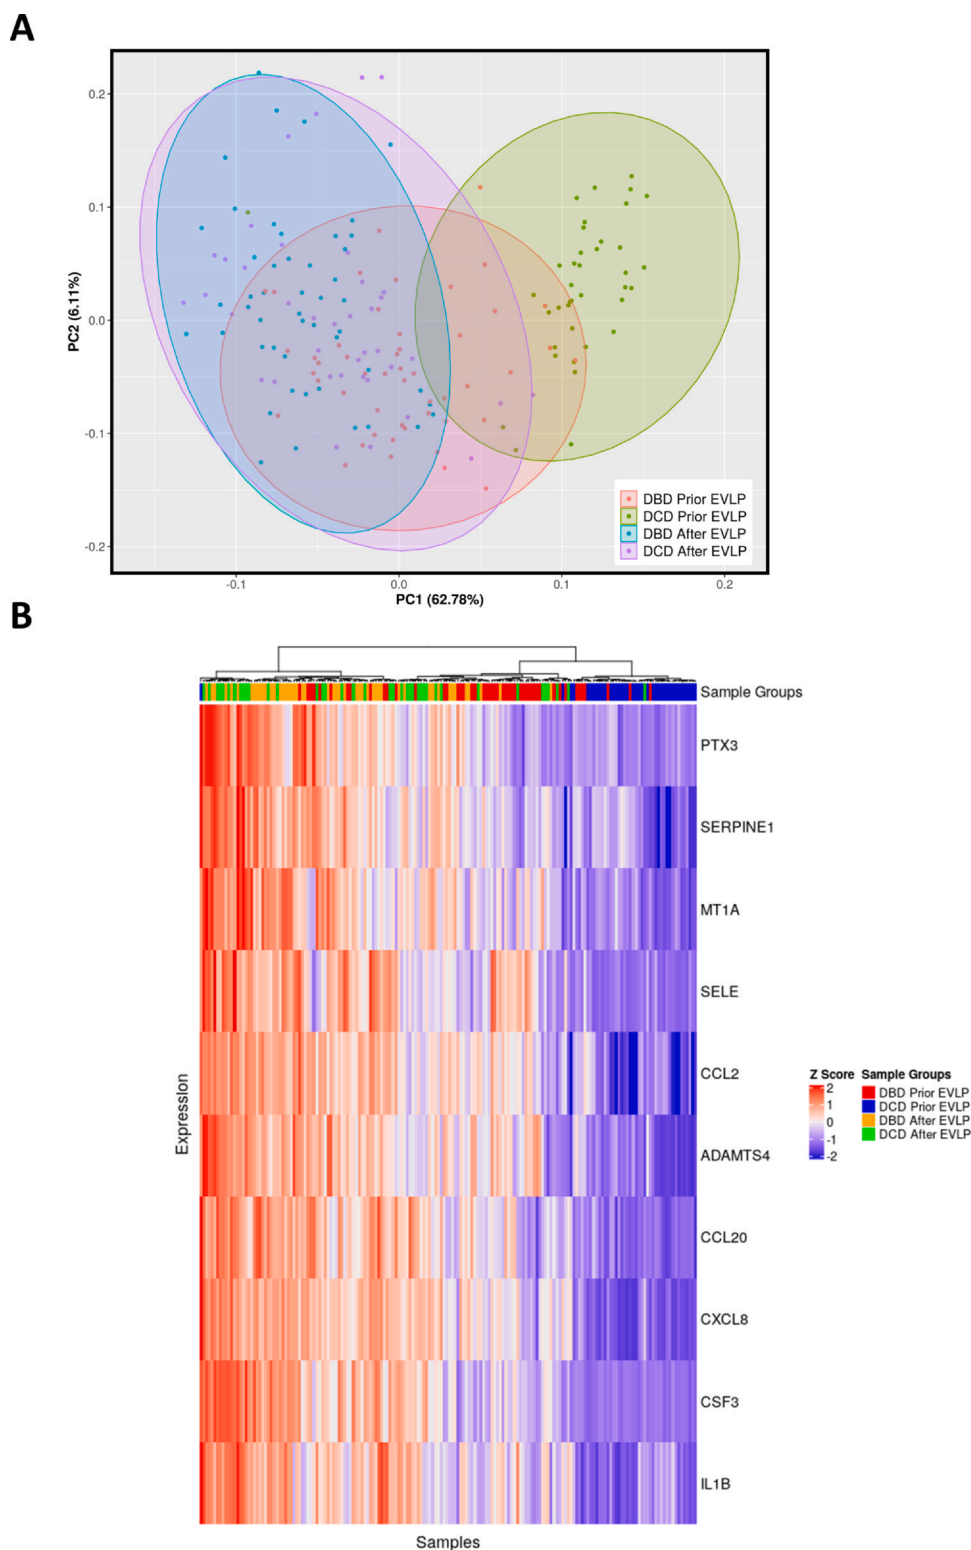 A
0.2
0.1
0.0
-0.1
-0.2
PC2 (6.11%)
DBD Prior EVLP
DCD Prior EVLP
DBD After EVLP
DCD After EVLP
-0.1
0.0
0.1
0.2
PC1 (62.78%)
B
Sample Groups
PTX3
SERPINE1
MT1A
SELE
CCL2
ADAMTS4
CCL20
CXCL8
CSF3
IL1B
Expression
Samples
Z Score
2
1
0
-1
-2
Sample Groups
DBD Prior EVLP
DCD Prior EVLP
DBD After EVLP
DCD After EVLP